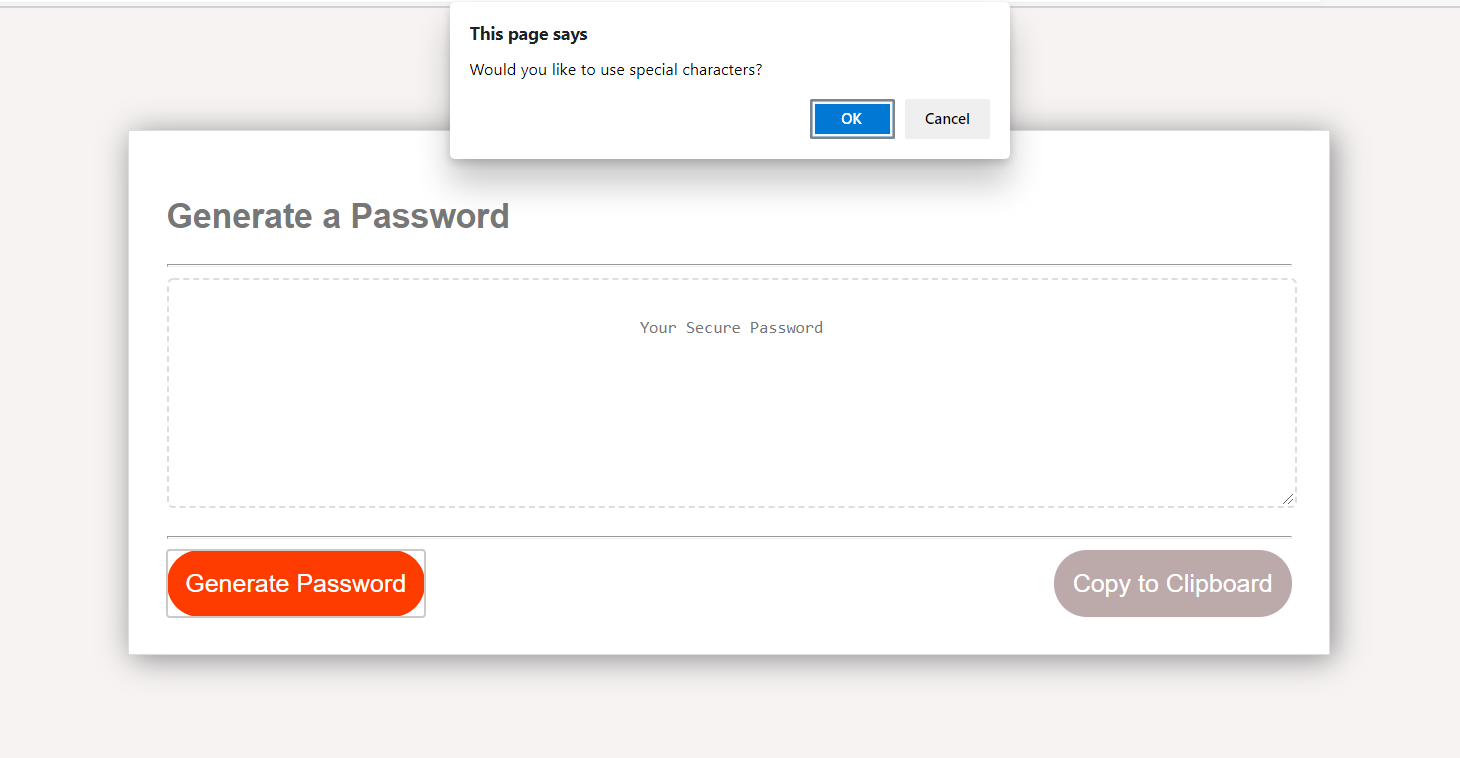 This page says
Would you like to use special characters?
OK
Cancel
Generate a Password
Your Secure Password
Generate Password
Copy to Clipboard